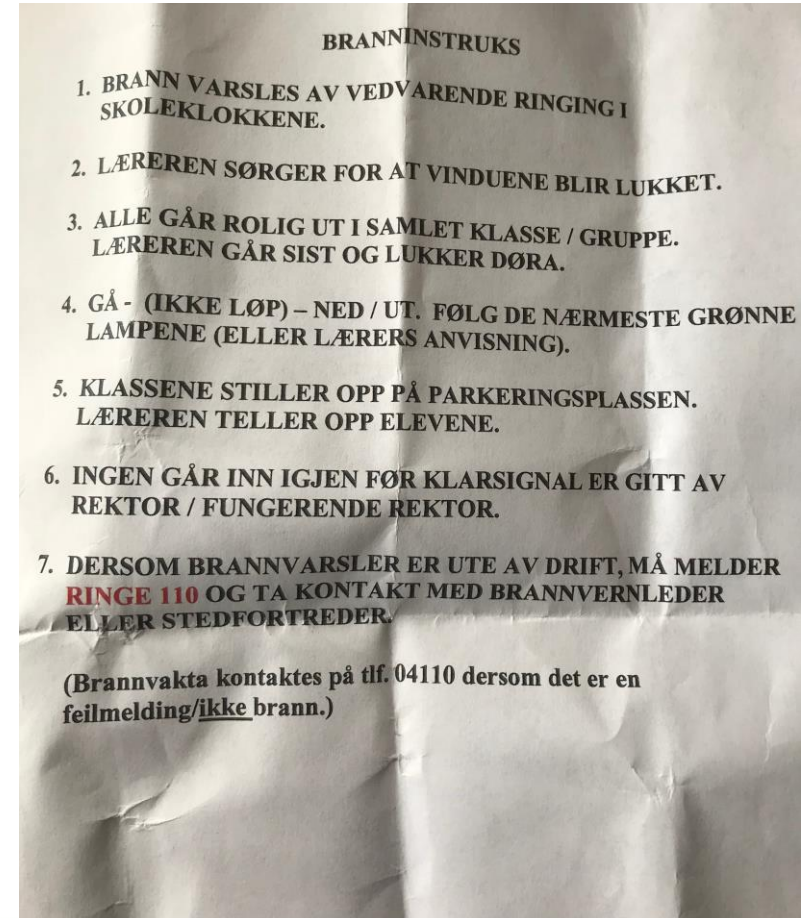 BRANNINSTRUKS
1. BRANN VARSLES AV VEDVARENDE RINGING I
SKOLEKLOKKENE.
2. LÆREREN SØRGER FOR AT VINDUENE BLIR LUKKET.
3. ALLE GÅR ROLIG UT I SAMLET KLASSE / GRUPPE.
LÆREREN GÅR SIST OG LUKKER DØRA.
4. GÅ - (IKKE LØP) – NED / UT. FØLG DE NÆRMESTE GRØNNE
LAMPENE (ELLER LÆRERS ANVISNING).
5. KLASSENE STILLER OPP PÅ PARKERINGSPLASSEN.
LÆREREN TELLER OPP ELEVENE.
6. INGEN GÅR INN IGJEN FØR KLARSIGNAL ER GITT AV
REKTOR / FUNGERENDE REKTOR.
7. DERSOM BRANNVARSLER ER UTE AV DRIFT, MÅ MELDER
RINGE 110 OG TA KONTAKT MED BRANNVERNLEDER
ELLER STEDFORTREDER.
(Brannvakta kontaktes på tlf. 04110 dersom det er en
feilmelding/ikke brann.)